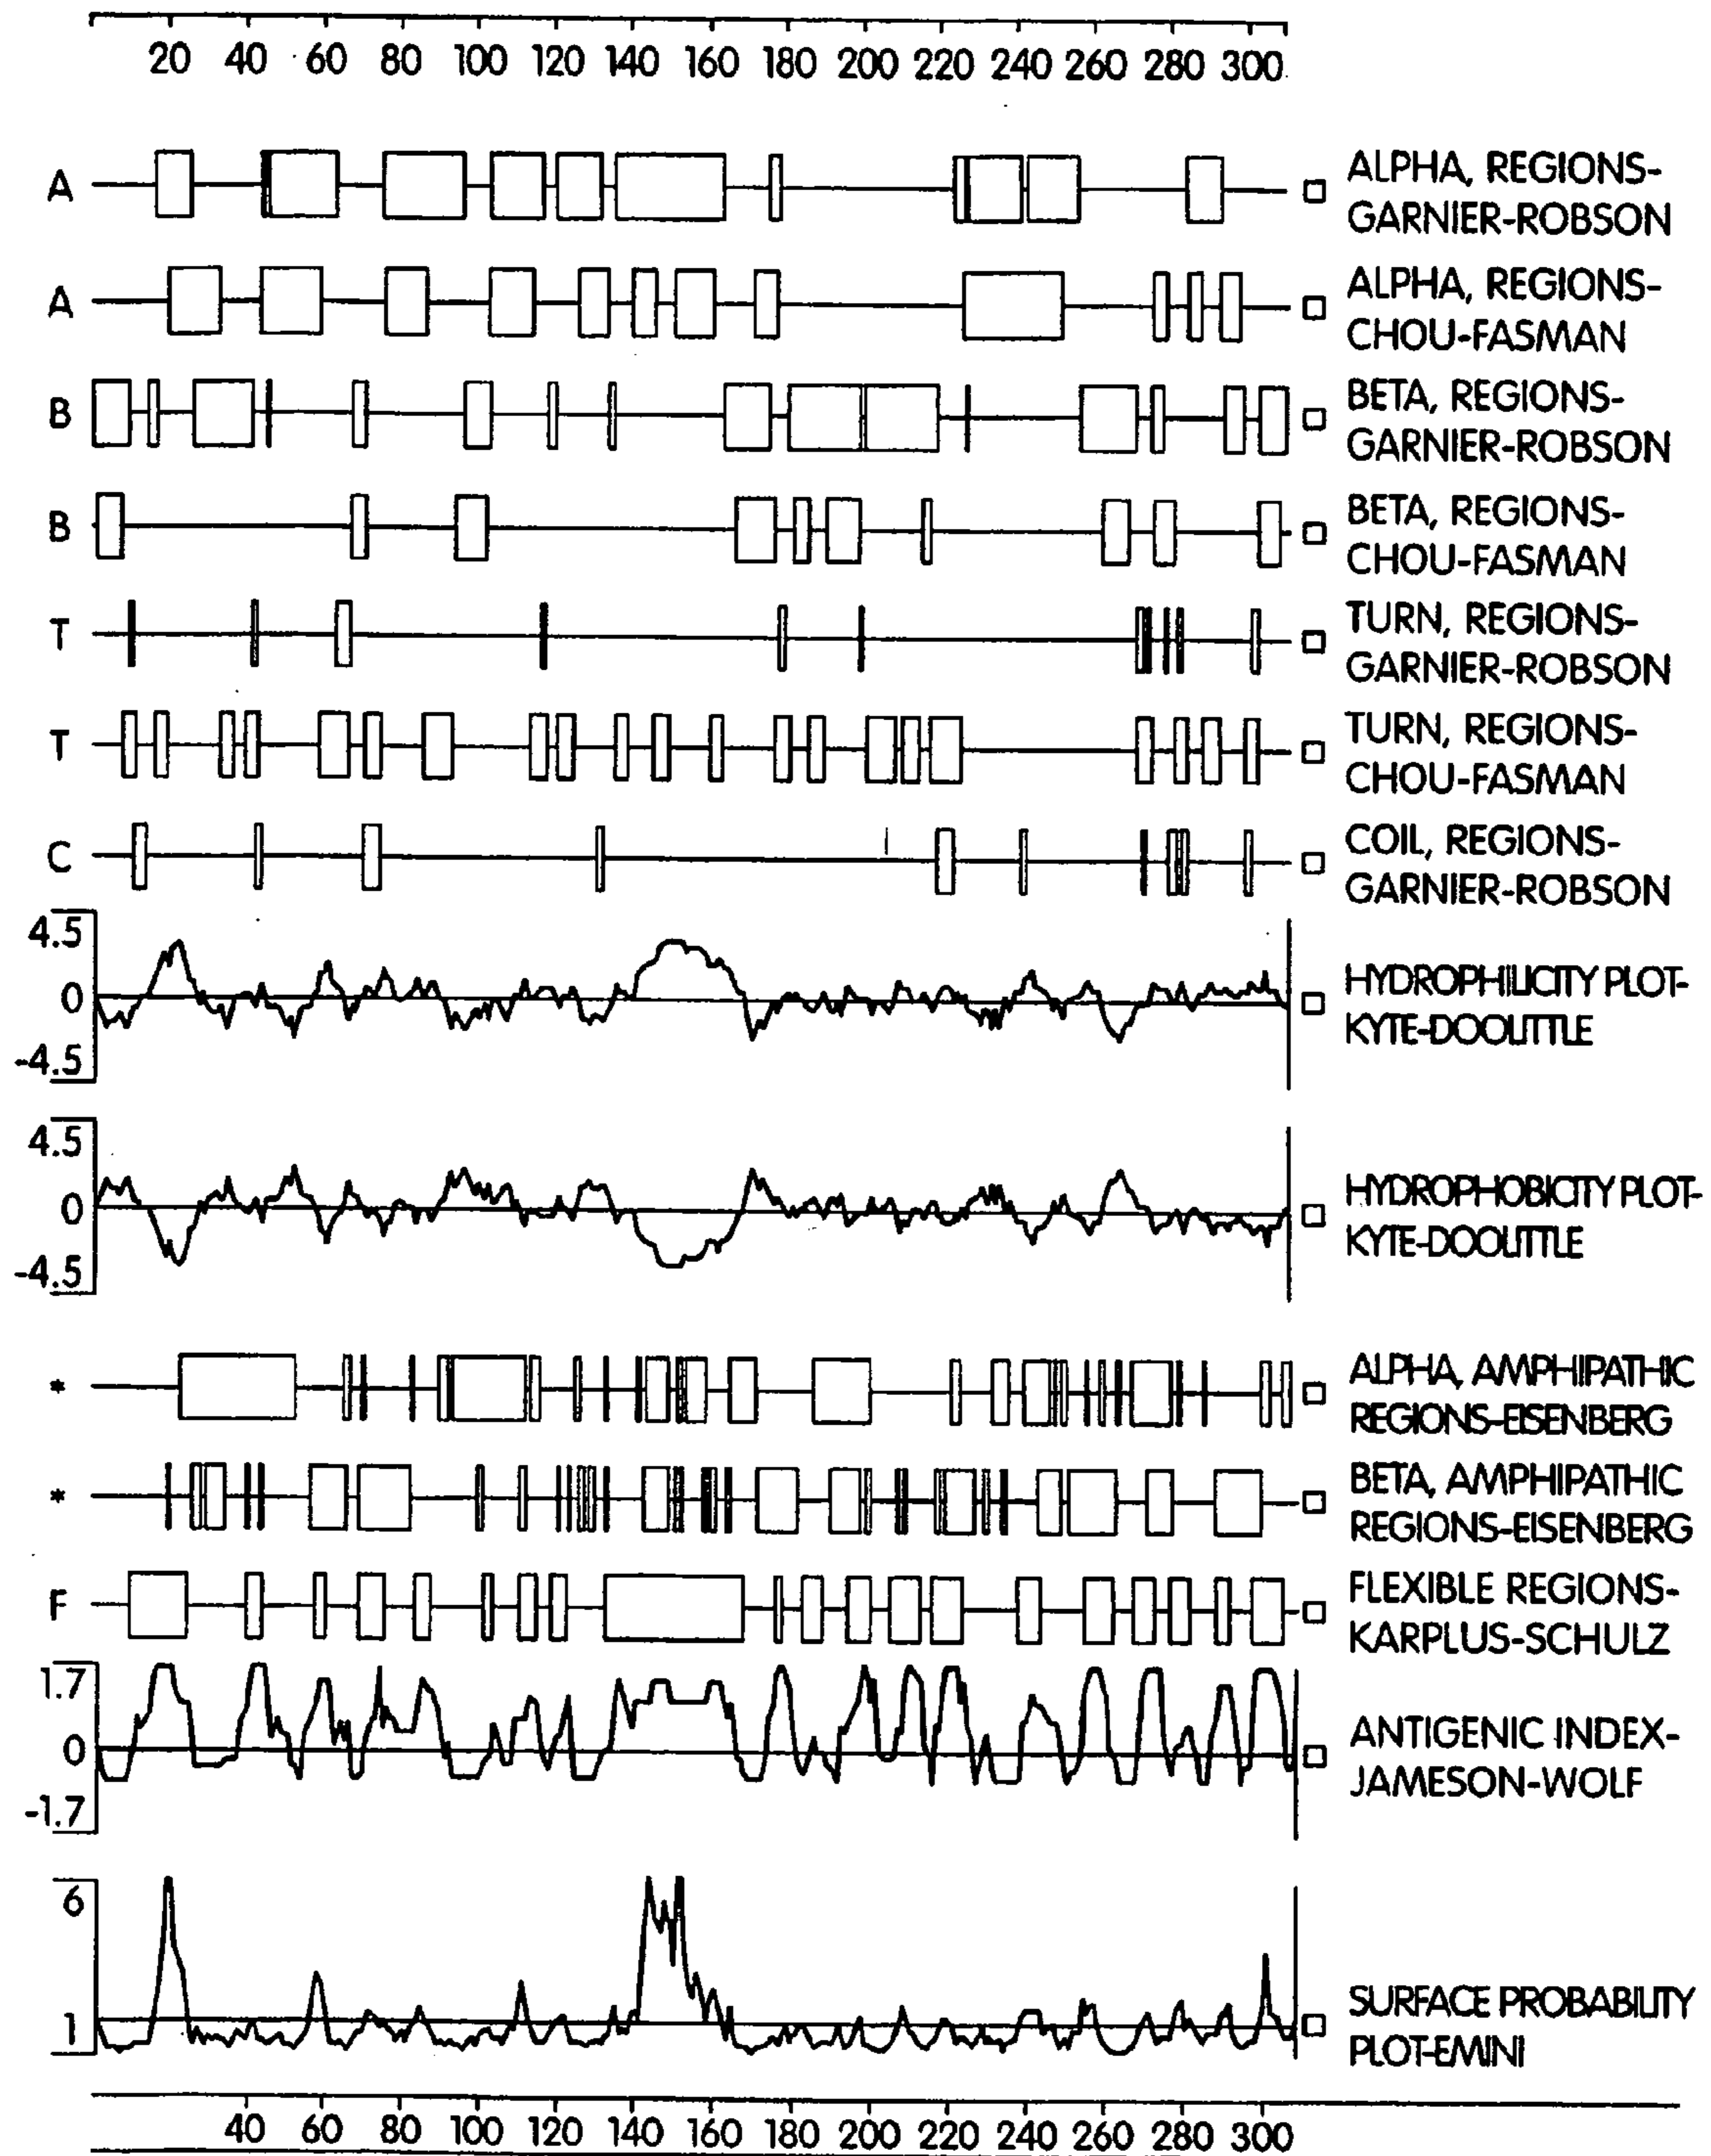 20 40 60 80 100 120 140 160 180 200 220 240 260 280 300
A ALPHA, REGIONS-
GARNIER-ROBSON
A ALPHA, REGIONS-
CHOU-FASMAN
B BETA, REGIONS-
GARNIER-ROBSON
B BETA, REGIONS-
CHOU-FASMAN
T TURN, REGIONS-
GARNIER-ROBSON
T TURN, REGIONS-
CHOU-FASMAN
C COIL, REGIONS-
GARNIER-ROBSON
4.5
0
-4.5
HYDROPHILICITY PLOT-
KYTE-DOOLITTLE
4.5
0
-4.5
HYDROPHOBICITY PLOT-
KYTE-DOOLITTLE
* ALPHA, AMPHIPATHIC
REGIONS-EISENBERG
* BETA, AMPHIPATHIC
REGIONS-EISENBERG
F FLEXIBLE REGIONS-
KARPLUS-SCHULZ
1.7
0
-1.7
ANTIGENIC INDEX-
JAMESON-WOLF
6
1
SURFACE PROBABILITY
PLOT-EMINI
40 60 80 100 120 140 160 180 200 220 240 260 280 300